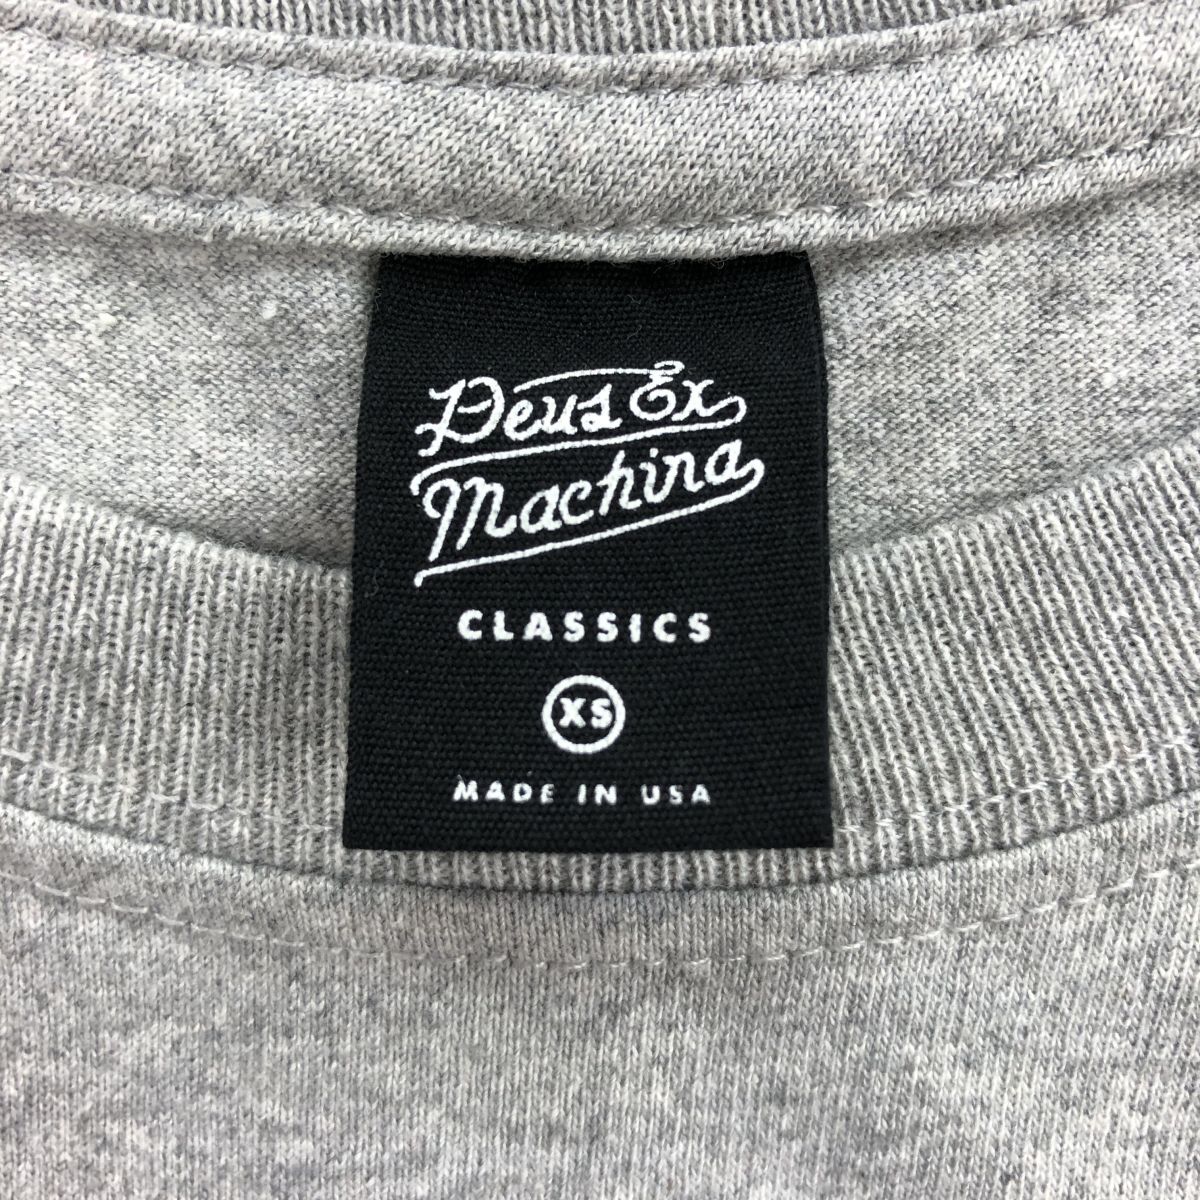 Deus Ex
Machina
CLASSICS
XS
MADE IN USA